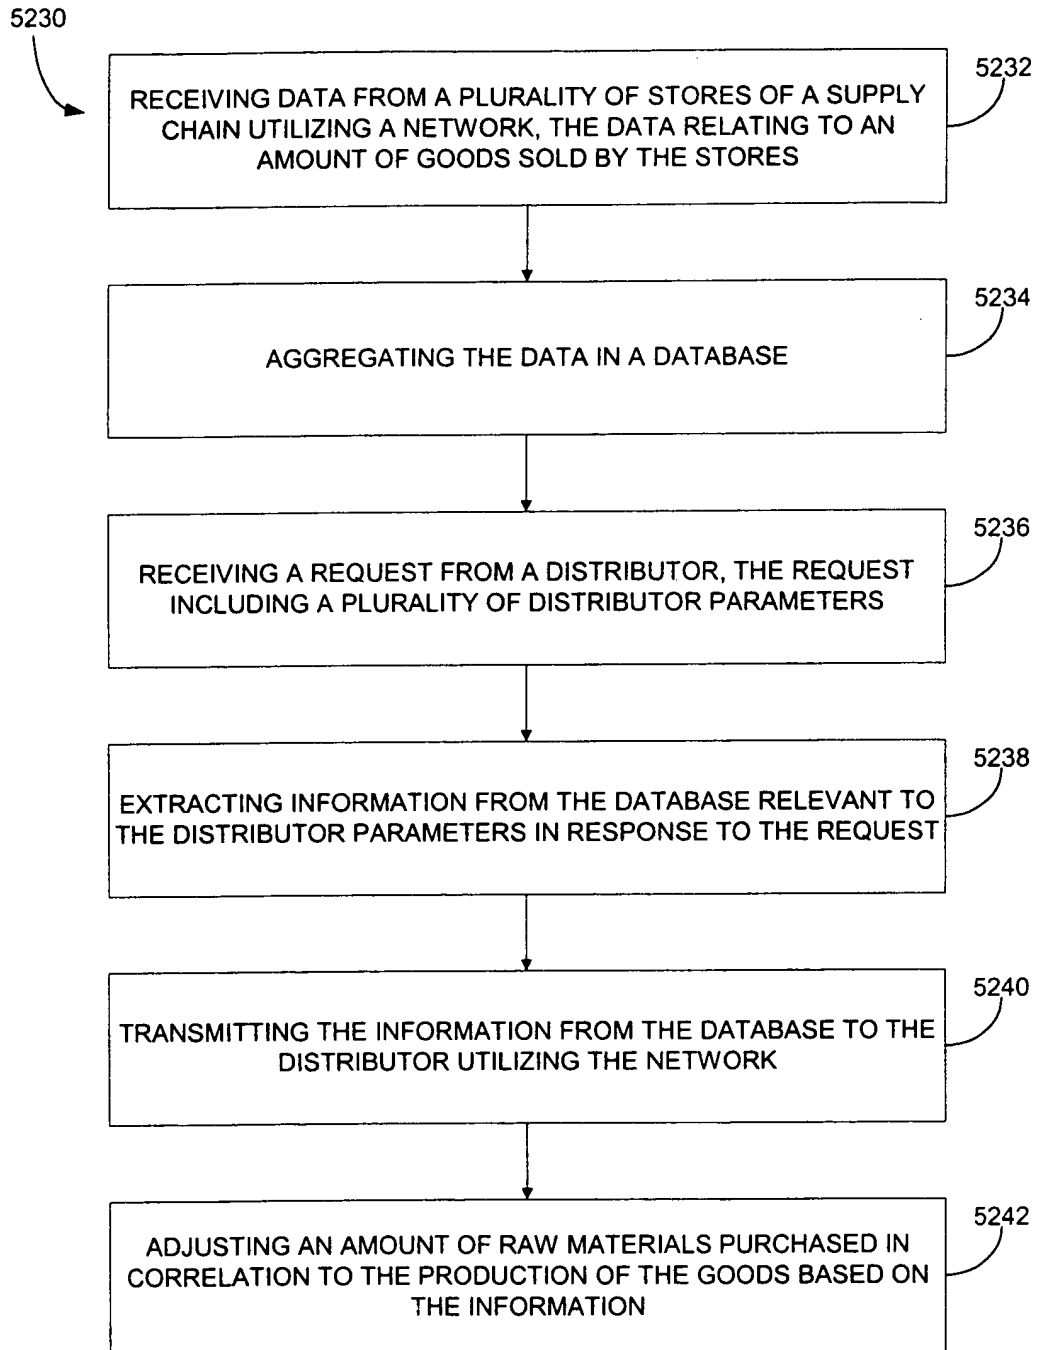 5230
5232
RECEIVING DATA FROM A PLURALITY OF STORES OF A SUPPLY
CHAIN UTILIZING A NETWORK, THE DATA RELATING TO AN
AMOUNT OF GOODS SOLD BY THE STORES
5234
AGGREGATING THE DATA IN A DATABASE
5236
RECEIVING A REQUEST FROM A DISTRIBUTOR, THE REQUEST
INCLUDING A PLURALITY OF DISTRIBUTOR PARAMETERS
5238
EXTRACTING INFORMATION FROM THE DATABASE RELEVANT TO
THE DISTRIBUTOR PARAMETERS IN RESPONSE TO THE REQUEST
5240
TRANSMITTING THE INFORMATION FROM THE DATABASE TO THE
DISTRIBUTOR UTILIZING THE NETWORK
5242
ADJUSTING AN AMOUNT OF RAW MATERIALS PURCHASED IN
CORRELATION TO THE PRODUCTION OF THE GOODS BASED ON
THE INFORMATION